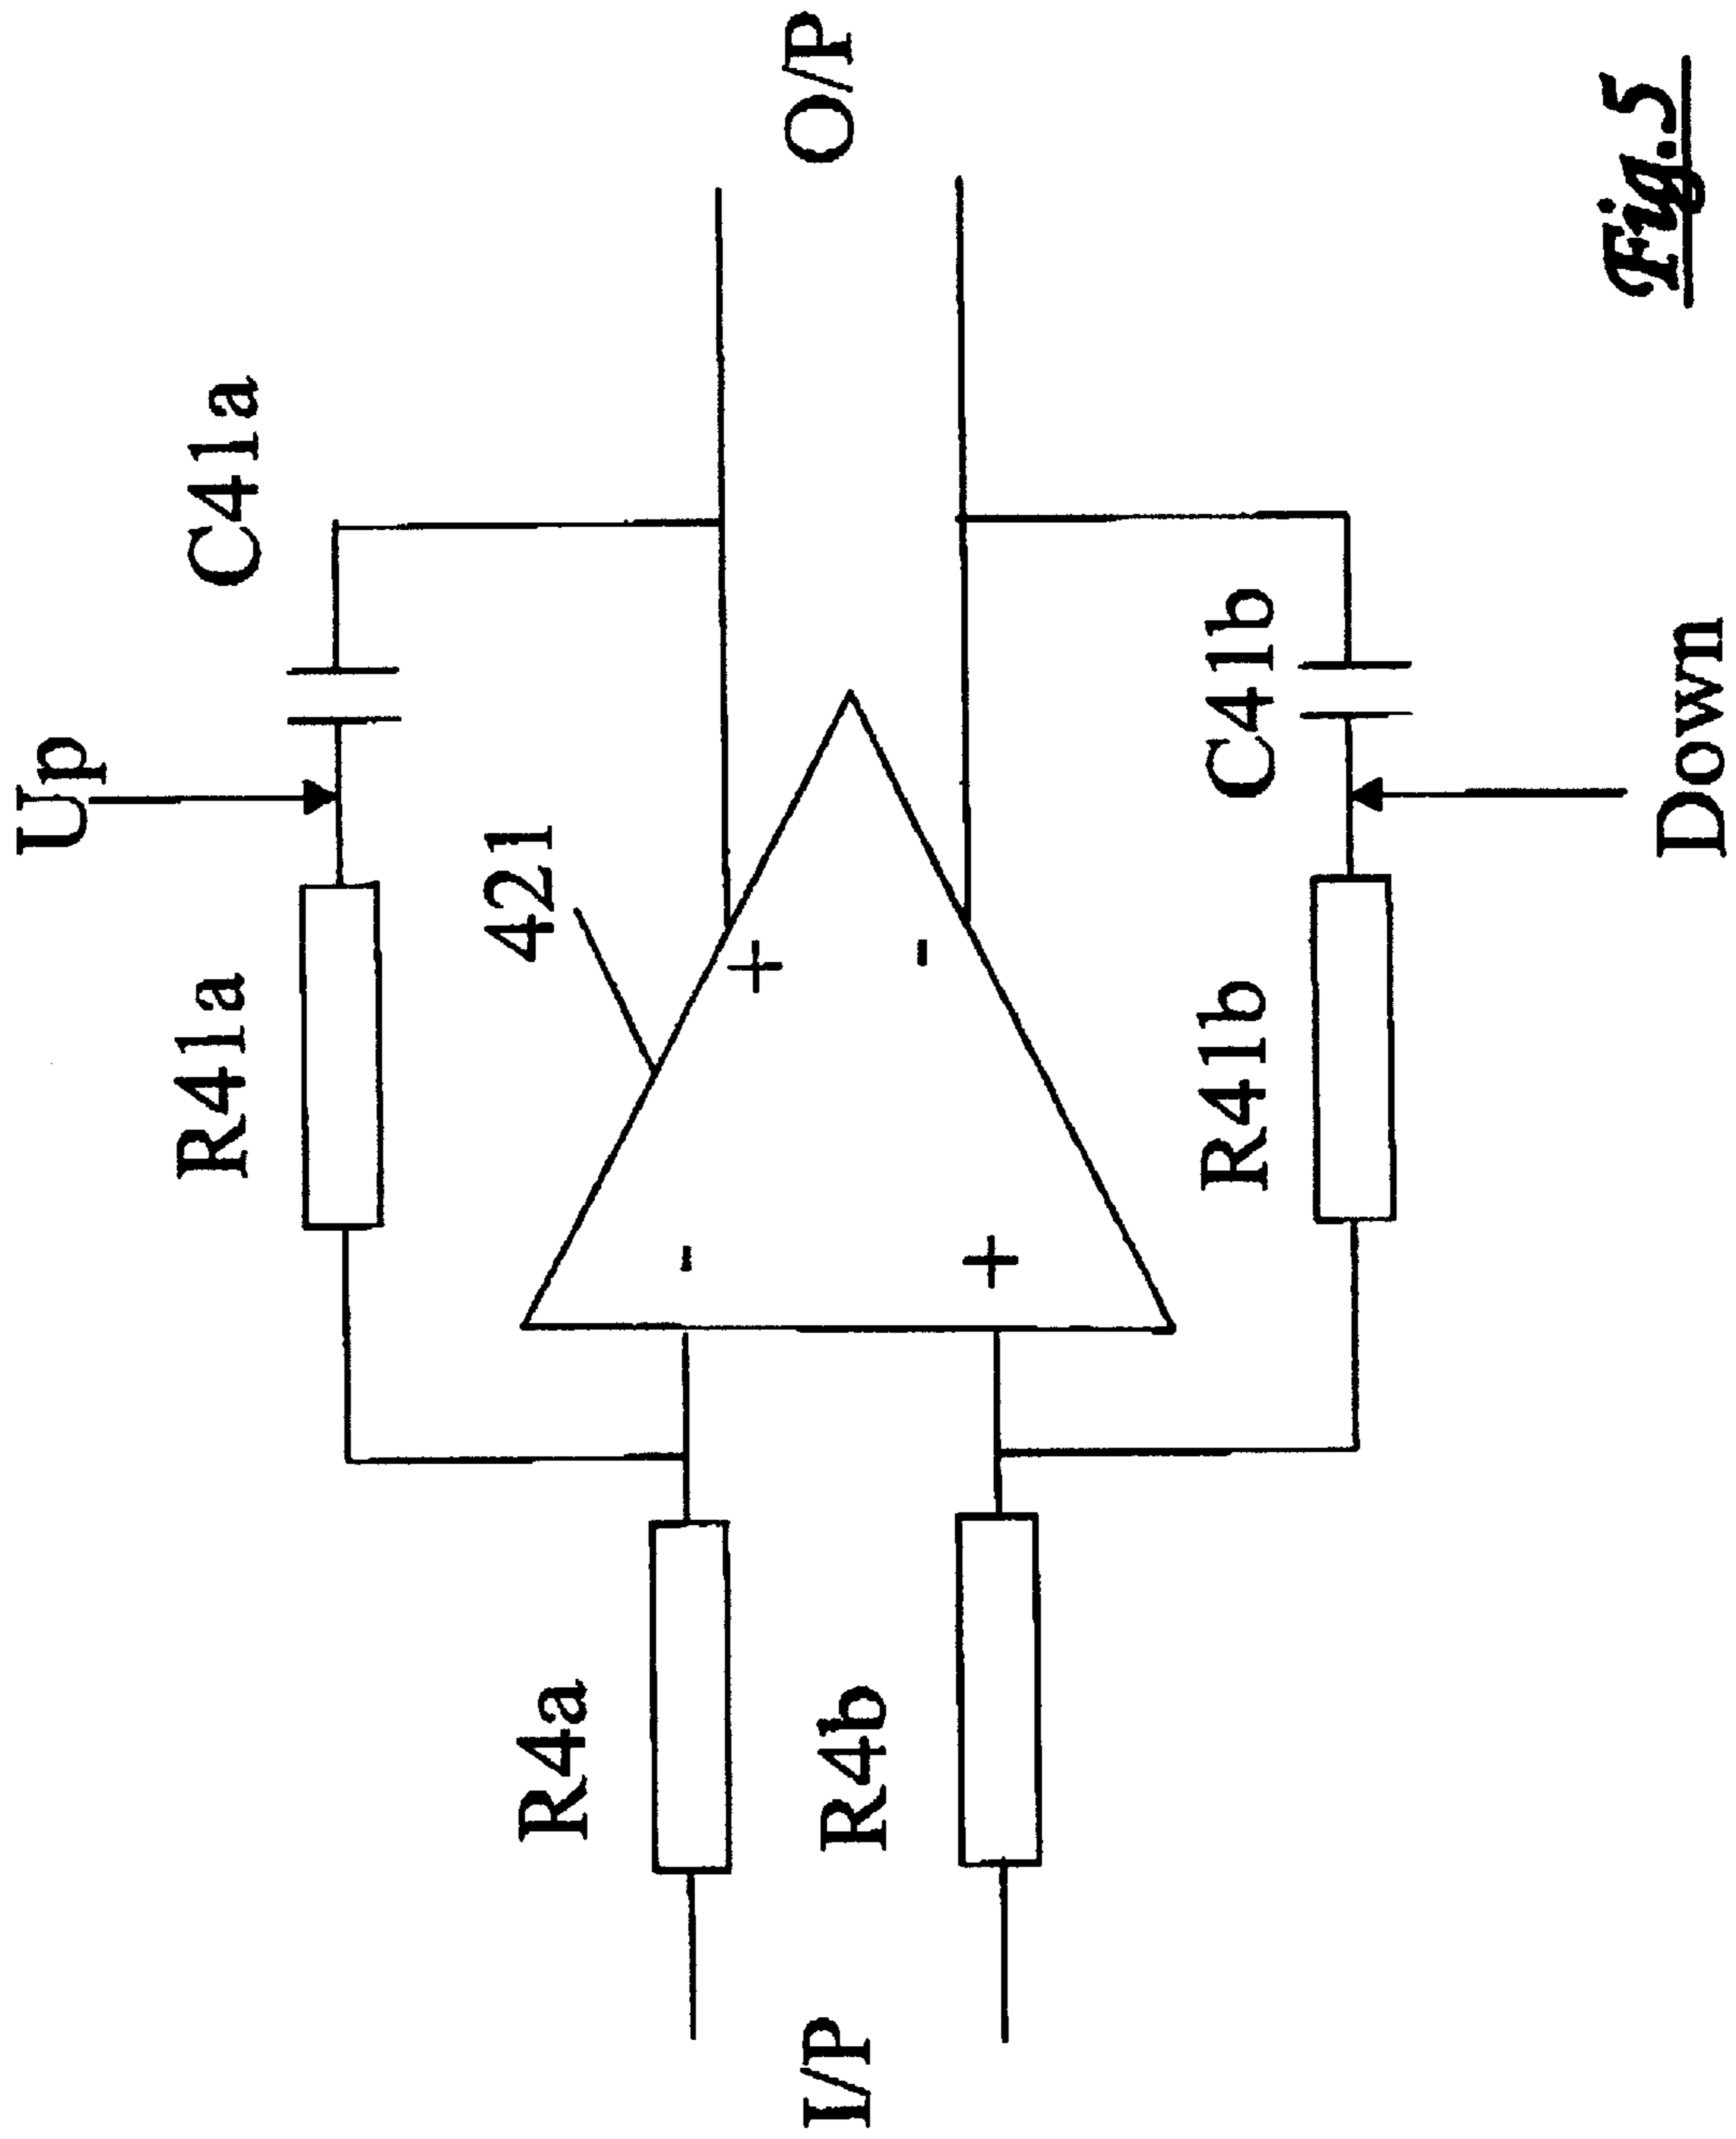 Up
R41a
C41a
421
-
+
O/P
R4a
I/P
R4b
+
-
R41b
C41b
Down
Fig.5